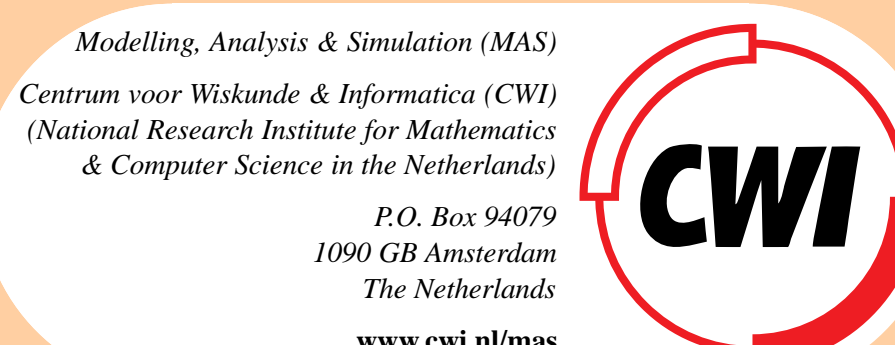 Modelling, Analysis & Simulation (MAS)
Centrum voor Wiskunde & Informatica (CWI)
(National Research Institute for Mathematics
& Computer Science in the Netherlands)
P.O. Box 94079
1090 GB Amsterdam
The Netherlands
www.cwi.nl/mas
CWI